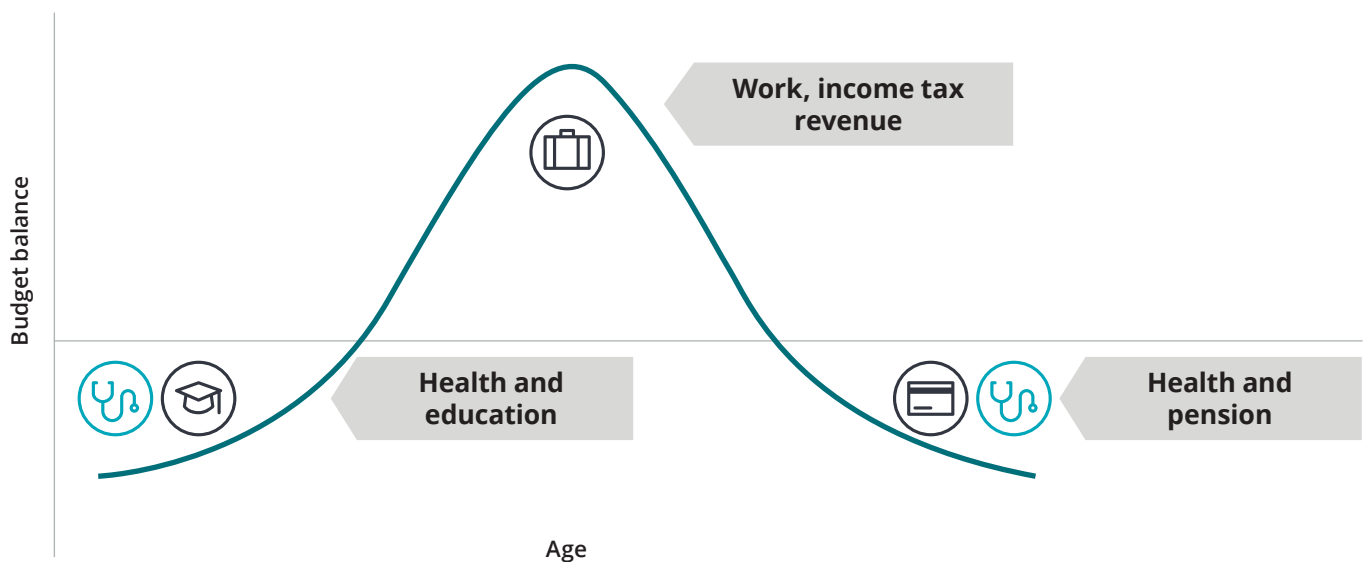 Work, income tax
revenue
Budget balance
Health and
education
Health and
pension
Age